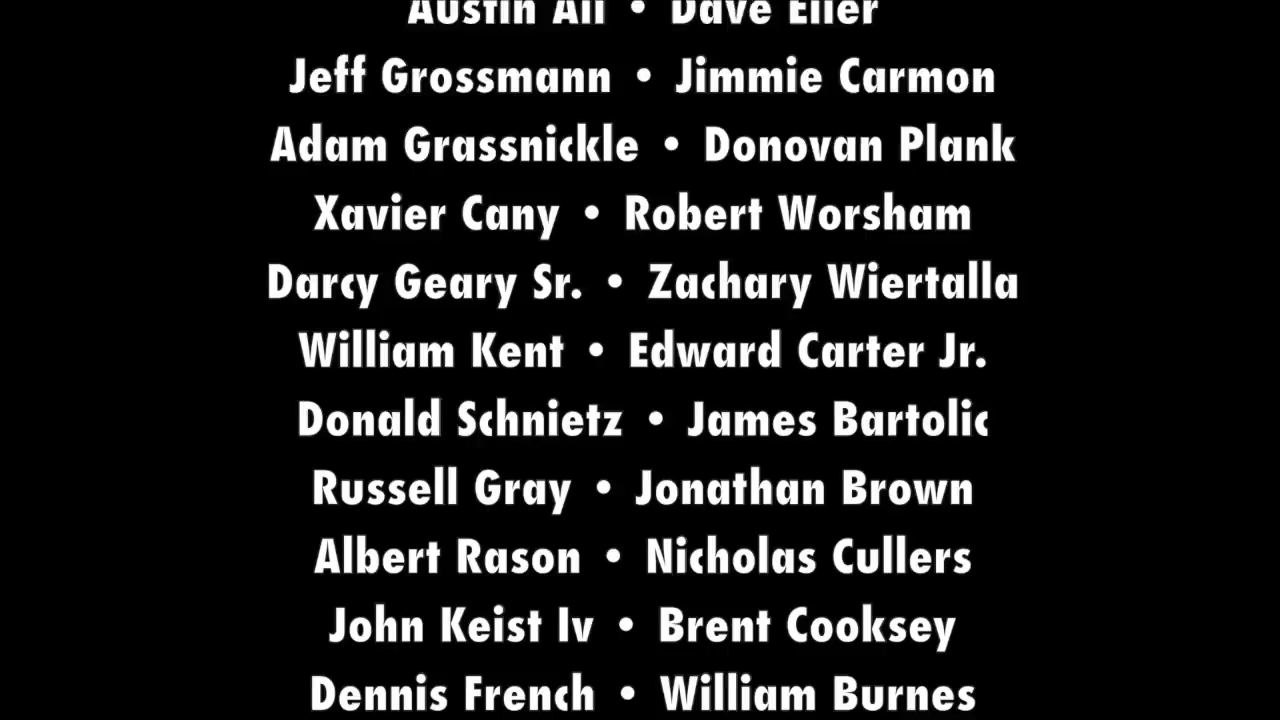 Austin • Dave
Jeff Grossmann • Jimmie Carmon
Adam Grassnickle • Donovan Plank
Xavier Cany • Robert Worsham
Darcy Geary Sr. • Zachary Wiertalla
William Kent • Edward Carter Jr.
Donald Schnietz • James Bartolic
Russell Gray • Jonathan Brown
Albert Rason • Nicholas Cullers
John Keist Iv • Brent Cooksey
Dennis French • William Burnes